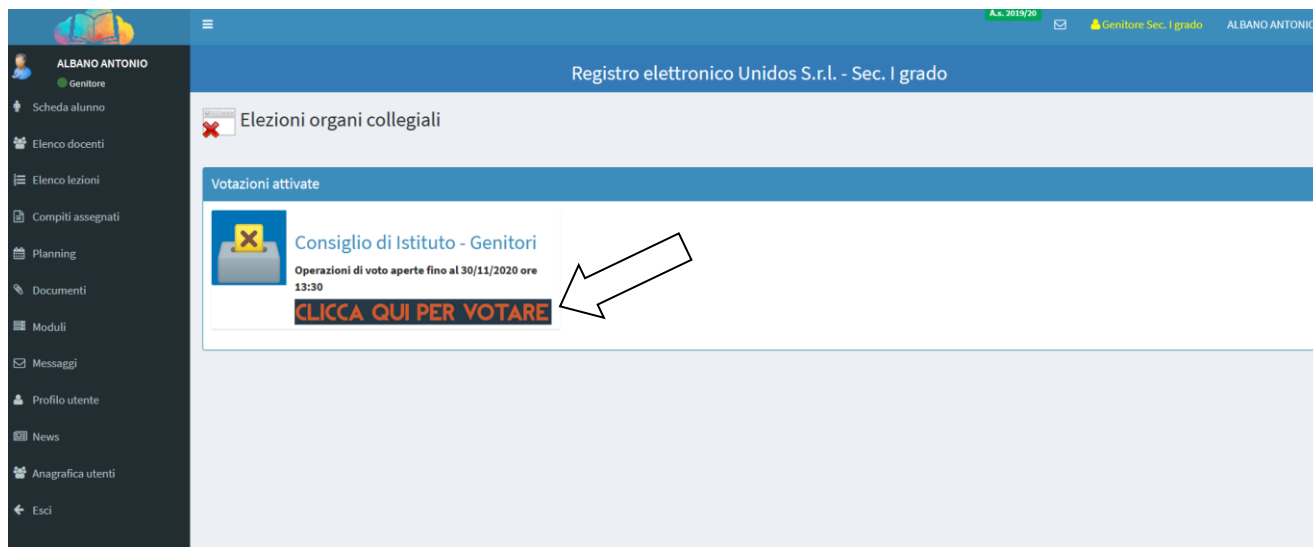 A.s. 2019/20
Genitore Sec. I grado
ALBANO ANTONIO
ALBANO ANTONIO
Genitore
Registro elettronico Unidos S.r.l. - Sec. I grado
Scheda alunno
Elenco docenti
Elenco lezioni
Compiti assegnati
Planning
Documenti
Moduli
Messaggi
Profilo utente
News
Anagrafica utenti
Esci
Elezioni organi collegiali
Votazioni attivate
Consiglio di Istituto - Genitori
Operazioni di voto aperte fino al 30/11/2020 ore
13:30
CLICCA QUI PER VOTARE